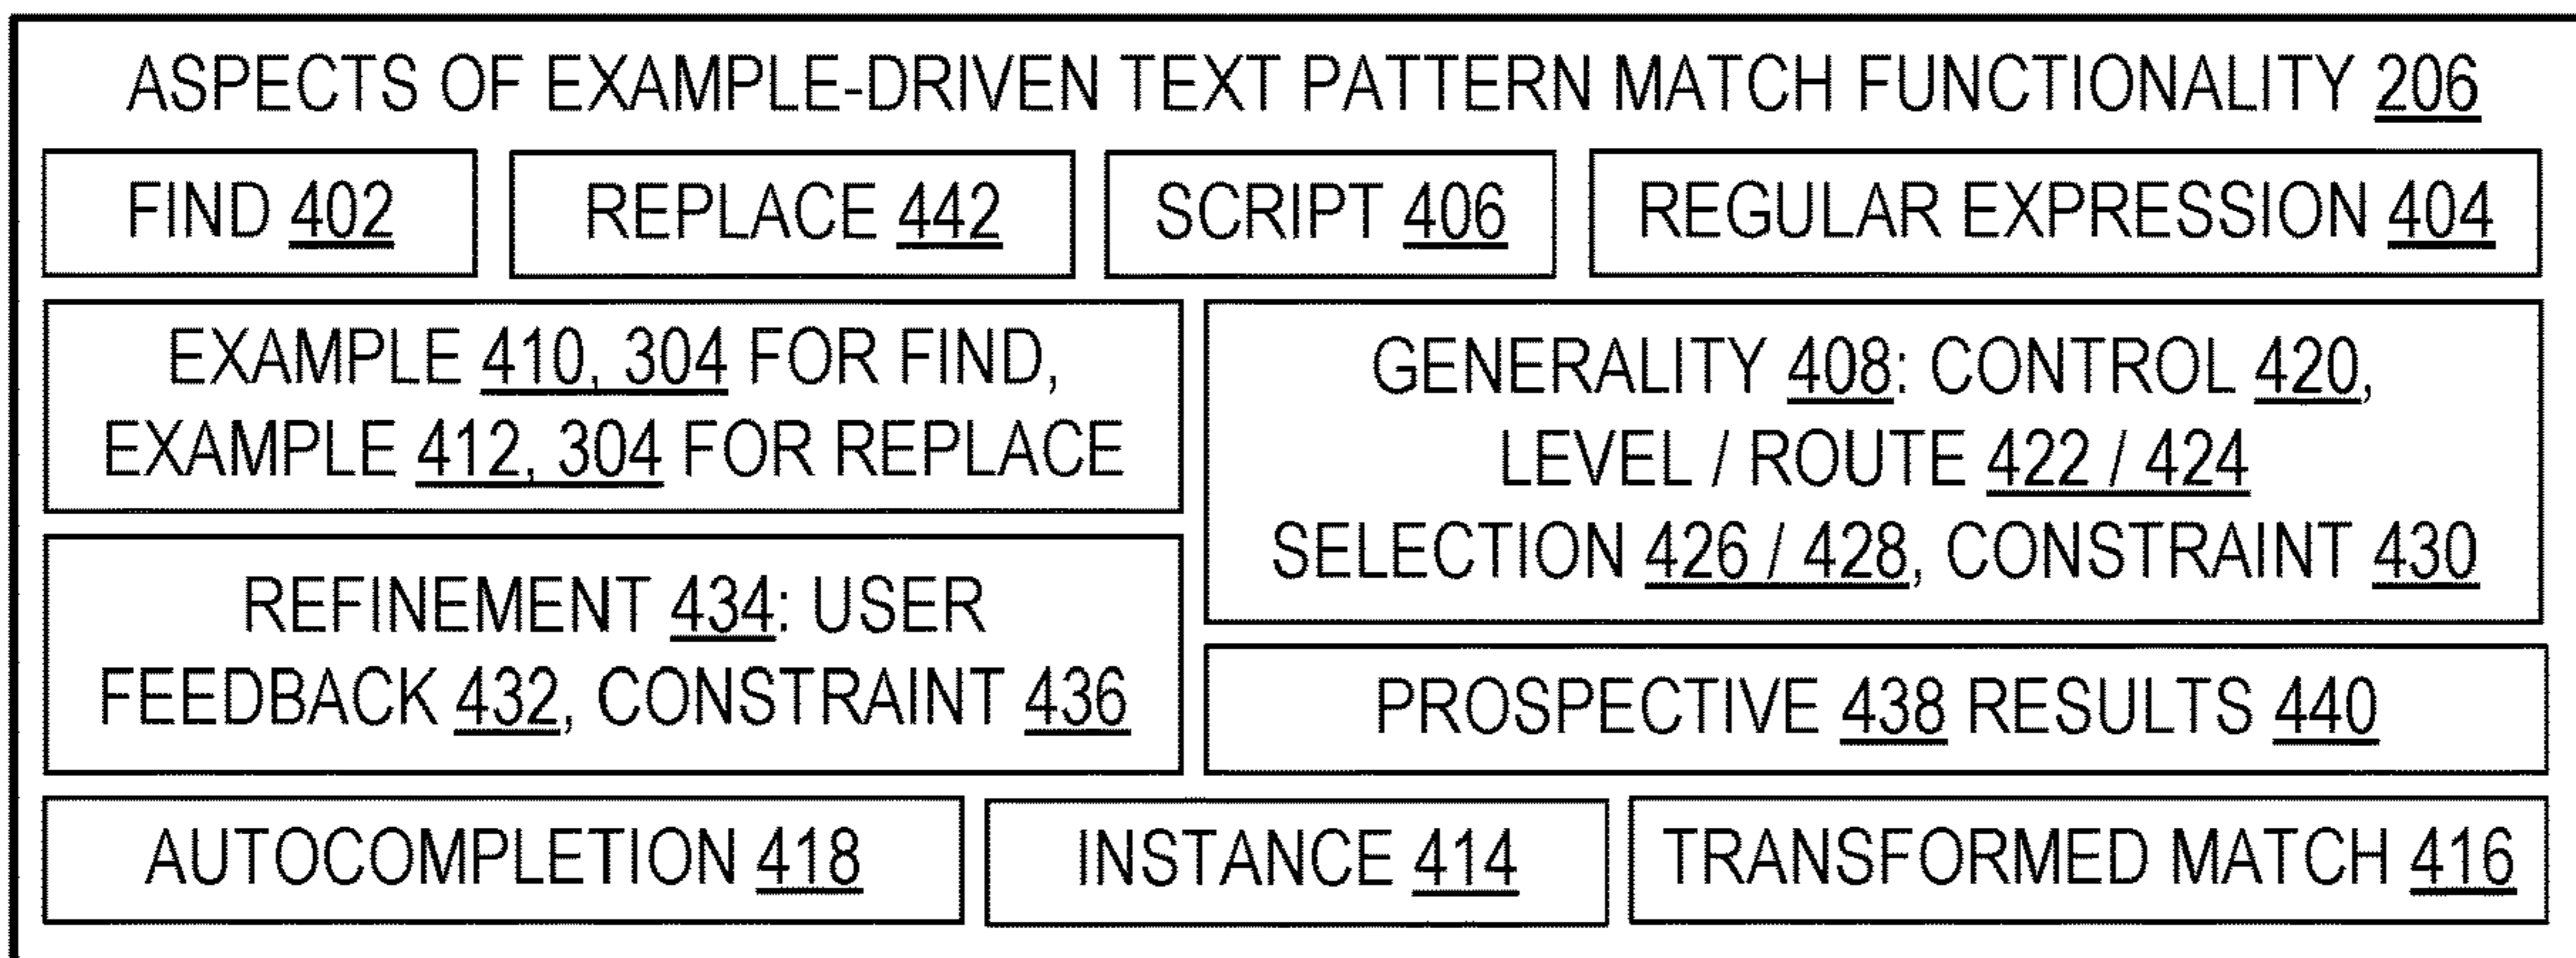 ASPECTS OF EXAMPLE-DRIVEN TEXT PATTERN MATCH FUNCTIONALITY 206
FIND 402
REPLACE 442
SCRIPT 406
REGULAR EXPRESSION 404
EXAMPLE 410, 304 FOR FIND,
EXAMPLE 412, 304 FOR REPLACE
GENERALITY 408: CONTROL 420,
LEVEL / ROUTE 422 / 424
SELECTION 426 / 428, CONSTRAINT 430
REFINEMENT 434: USER
FEEDBACK 432, CONSTRAINT 436
PROSPECTIVE 438 RESULTS 440
AUTOCOMPLETION 418
INSTANCE 414
TRANSFORMED MATCH 416